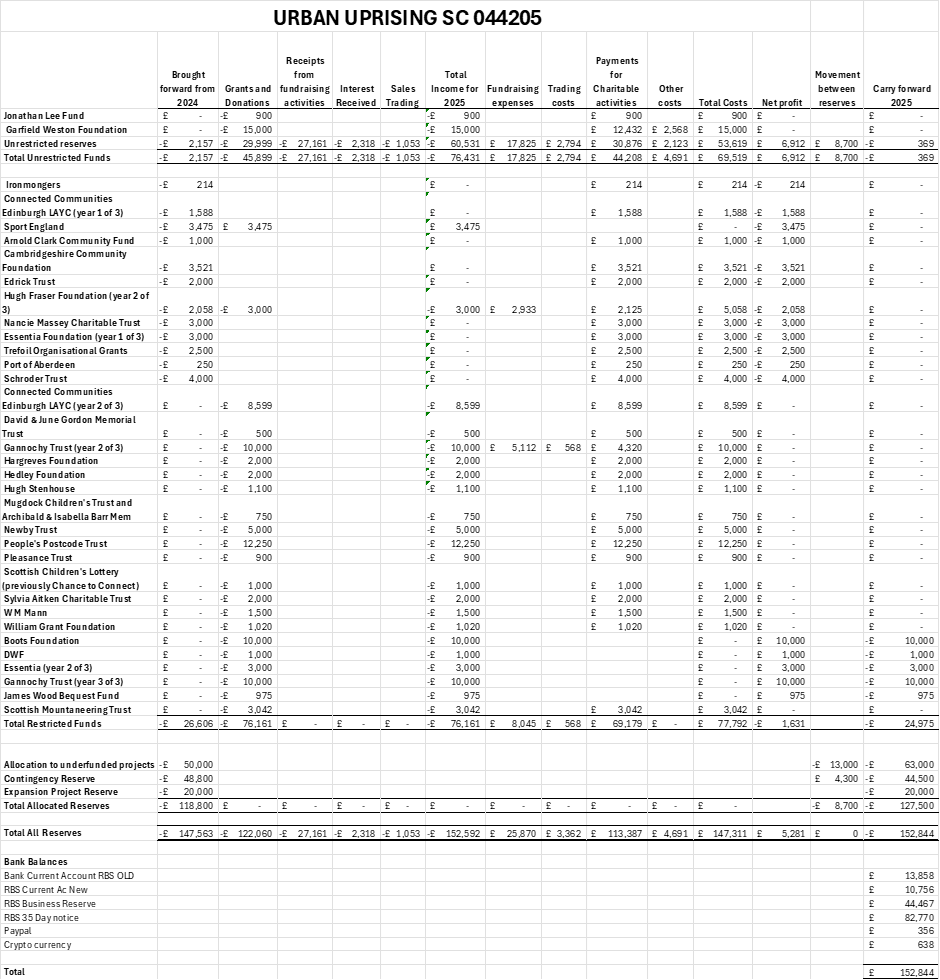 URBAN UPRISING SC 044205
Brought forward from 2024 Grants and Donations Receipts from fundraising activities Interest Received Sales Trading Total Income for 2025 Fundraising expenses Trading costs Payments for Charitable activities Other costs Total Costs Net profit Movement between reserves Carry forward 2025
Jonathan Lee Fund £ - -£ 900 -£ 900 £ 900 £ 900 £ - £ -
Garfield Weston Foundation £ - -£ 15,000 -£ 15,000 £ 12,432 £ 2,568 £ 15,000 £ - £ -
Unrestricted reserves -£ 2,157 -£ 29,999 -£ 27,161 -£ 2,318 -£ 1,053 -£ 60,531 £ 17,825 £ 2,794 £ 30,876 £ 2,123 £ 53,619 £ 6,912 £ 8,700 -£ 369
Total Unrestricted Funds -£ 2,157 -£ 45,899 -£ 27,161 -£ 2,318 -£ 1,053 -£ 76,431 £ 17,825 £ 2,794 £ 44,208 £ 4,691 £ 69,519 £ 6,912 £ 8,700 -£ 369
Ironmongers -£ 214 £ - £ 214 £ 214 -£ 214 £ -
Connected Communities
Edinburgh LAYC (year 1 of 3) -£ 1,588 £ - £ 1,588 £ 1,588 -£ 1,588 £ -
Sport England -£ 3,475 £ 3,475 £ 3,475 £ - -£ 3,475 £ -
Arnold Clark Community Fund -£ 1,000 £ - £ 1,000 £ 1,000 -£ 1,000 £ -
Cambridgeshire Community
Foundation -£ 3,521 £ - £ 3,521 £ 3,521 -£ 3,521 £ -
Edrick Trust -£ 2,000 £ - £ 2,000 £ 2,000 -£ 2,000 £ -
Hugh Fraser Foundation (year 2 of
3) -£ 2,058 -£ 3,000 -£ 3,000 £ 2,933 £ 2,125 £ 5,058 -£ 2,058 £ -
Nancie Massey Charitable Trust -£ 3,000 £ - £ 3,000 £ 3,000 -£ 3,000 £ -
Essentia Foundation (year 1 of 3) -£ 3,000 £ - £ 3,000 £ 3,000 -£ 3,000 £ -
Trefoil Organisational Grants -£ 2,500 £ - £ 2,500 £ 2,500 -£ 2,500 £ -
Port of Aberdeen -£ 250 £ - £ 250 £ 250 -£ 250 £ -
Schroder Trust -£ 4,000 £ - £ 4,000 £ 4,000 -£ 4,000 £ -
Connected Communities
Edinburgh LAYC (year 2 of 3) £ - -£ 8,599 -£ 8,599 £ 8,599 £ 8,599 £ - £ -
David & June Gordon Memorial
Trust £ - -£ 500 -£ 500 £ 500 £ 500 £ - £ -
Gannochy Trust (year 2 of 3) £ - -£ 10,000 -£ 10,000 £ 5,112 £ 568 £ 4,320 £ 10,000 £ - £ -
Hargreves Foundation £ - -£ 2,000 -£ 2,000 £ 2,000 £ 2,000 £ - £ -
Hedley Foundation £ - -£ 2,000 -£ 2,000 £ 2,000 £ 2,000 £ - £ -
Hugh Stenhouse £ - -£ 1,100 -£ 1,100 £ 1,100 £ 1,100 £ - £ -
Mugdock Children's Trust and
Archibald & Isabella Barr Mem £ - -£ 750 -£ 750 £ 750 £ 750 £ - £ -
Newby Trust £ - -£ 5,000 -£ 5,000 £ 5,000 £ 5,000 £ - £ -
People's Postcode Trust £ - -£ 12,250 -£ 12,250 £ 12,250 £ 12,250 £ - £ -
Pleasance Trust £ - -£ 900 -£ 900 £ 900 £ 900 £ - £ -
Scottish Children's Lottery
(previously Chance to Connect) £ - -£ 1,000 -£ 1,000 £ 1,000 £ 1,000 £ - £ -
Sylvia Aitken Charitable Trust £ - -£ 2,000 -£ 2,000 £ 2,000 £ 2,000 £ - £ -
WM Mann £ - -£ 1,500 -£ 1,500 £ 1,500 £ 1,500 £ - £ -
William Grant Foundation £ - -£ 1,020 -£ 1,020 £ 1,020 £ 1,020 £ - £ -
Boots Foundation £ - -£ 10,000 -£ 10,000 £ - £ 10,000 -£ 10,000
DWF £ - -£ 1,000 -£ 1,000 £ - £ 1,000 -£ 1,000
Essentia (year 2 of 3) £ - -£ 3,000 -£ 3,000 £ - £ 3,000 -£ 3,000
Gannochy Trust (year 3 of 3) £ - -£ 10,000 -£ 10,000 £ - £ 10,000 -£ 10,000
James Wood Bequest Fund £ - -£ 975 -£ 975 £ - £ 975 -£ 975
Scottish Mountaineering Trust £ - -£ 3,042 -£ 3,042 £ 3,042 £ 3,042 £ - £ -
Total Restricted Funds -£ 26,606 -£ 76,161 £ - £ - £ - -£ 76,161 £ 8,045 £ 568 £ 69,179 £ - £ 77,792 -£ 1,631 -£ 24,975
Allocation to underfunded projects -£ 50,000 -£ 13,000 -£ 63,000
Contingency Reserve -£ 48,800 £ 4,300 -£ 44,500
Expansion Project Reserve -£ 20,000 -£ 20,000
Total Allocated Reserves -£ 118,800 £ - £ - £ - £ - £ - £ - £ - £ - £ - £ - -£ 8,700 -£ 127,500
Total All Reserves -£ 147,563 -£ 122,060 -£ 27,161 -£ 2,318 -£ 1,053 -£ 152,592 £ 25,870 £ 3,362 £ 113,387 £ 4,691 £ 147,311 £ 5,281 £ 0 -£ 152,844
Bank Balances
Bank Current Account RBS OLD £ 13,858
RBS Current Ac New £ 10,756
RBS Business Reserve £ 44,467
RBS 35 Day notice £ 82,770
Paypal £ 356
Crypto currency £ 638
Total £ 152,844